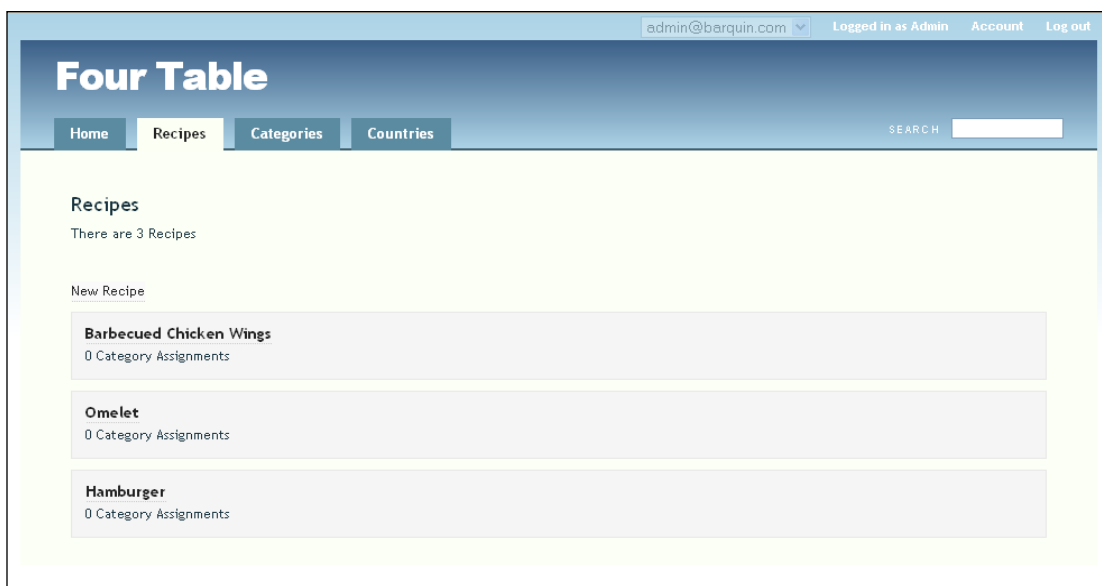 admin@barquin.com Logged in as Admin Account Log out
Four Table
Home Recipes Categories Countries SEARCH
Recipes
There are 3 Recipes
New Recipe
Barbecued Chicken Wings
0 Category Assignments
Omelet
0 Category Assignments
Hamburger
0 Category Assignments